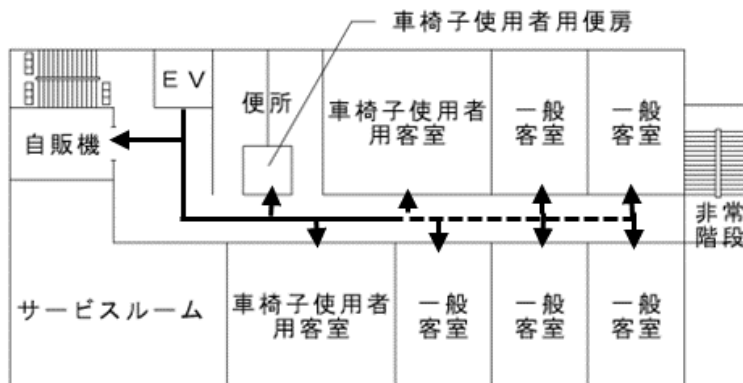 車椅子使用者用便房
ＥＶ
便所
車椅子使用者
用客室
一般
客室
一般
客室
自販機
非常
階段
サービスルーム
車椅子使用者
用客室
一般
客室
一般
客室
一般
客室